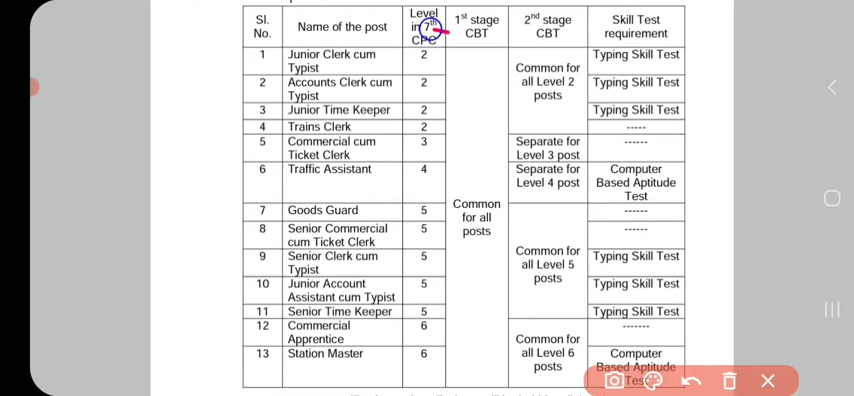 Sl. No. Name of the post Level in 7th CPC 1st stage CBT 2nd stage CBT Skill Test requirement
1 Junior Clerk cum Typist 2 Typing Skill Test
2 Accounts Clerk cum Typist 2 Typing Skill Test
3 Junior Time Keeper 2 Typing Skill Test
4 Trains Clerk 2 -----
Common for all Level 2 posts
5 Commercial cum Ticket Clerk 3 Separate for Level 3 post ------
6 Traffic Assistant 4 Separate for Level 4 post Computer Based Aptitude Test
Common for all posts
7 Goods Guard 5 ------
8 Senior Commercial cum Ticket Clerk 5 ------
9 Senior Clerk cum Typist 5 Typing Skill Test
10 Junior Account Assistant cum Typist 5 Typing Skill Test
11 Senior Time Keeper 5 Typing Skill Test
Common for all Level 5 posts
12 Commercial Apprentice 6 -------
13 Station Master 6 Computer Based Aptitude Test
Common for all Level 6 posts